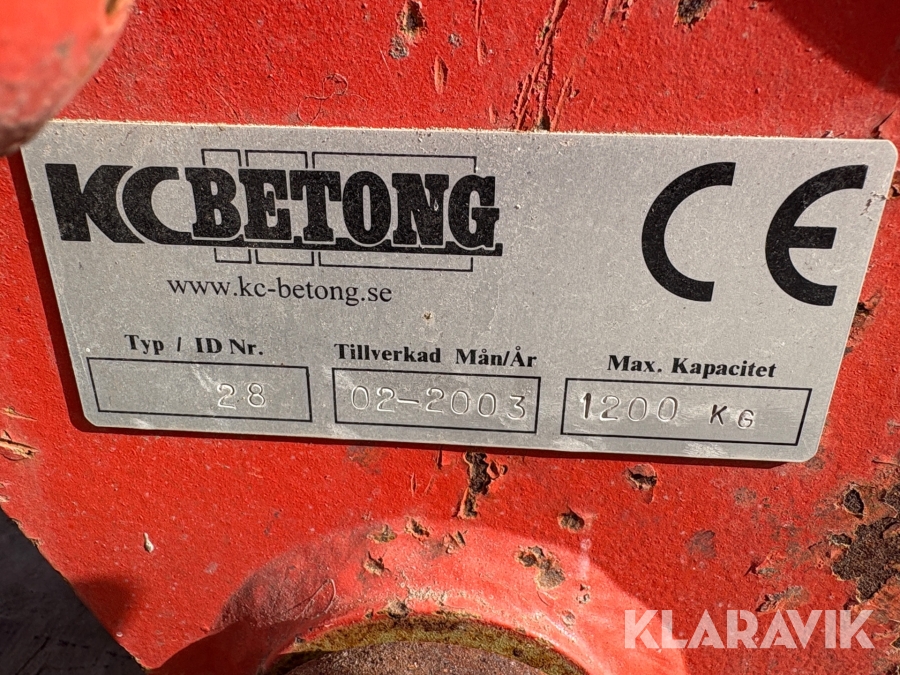 KCBETONG
CE
www.kc-betong.se
Typ / ID Nr.
Tillverkad Mån/År
Max. Kapacitet
28
02-2003
1200 KG
KLARAVIK